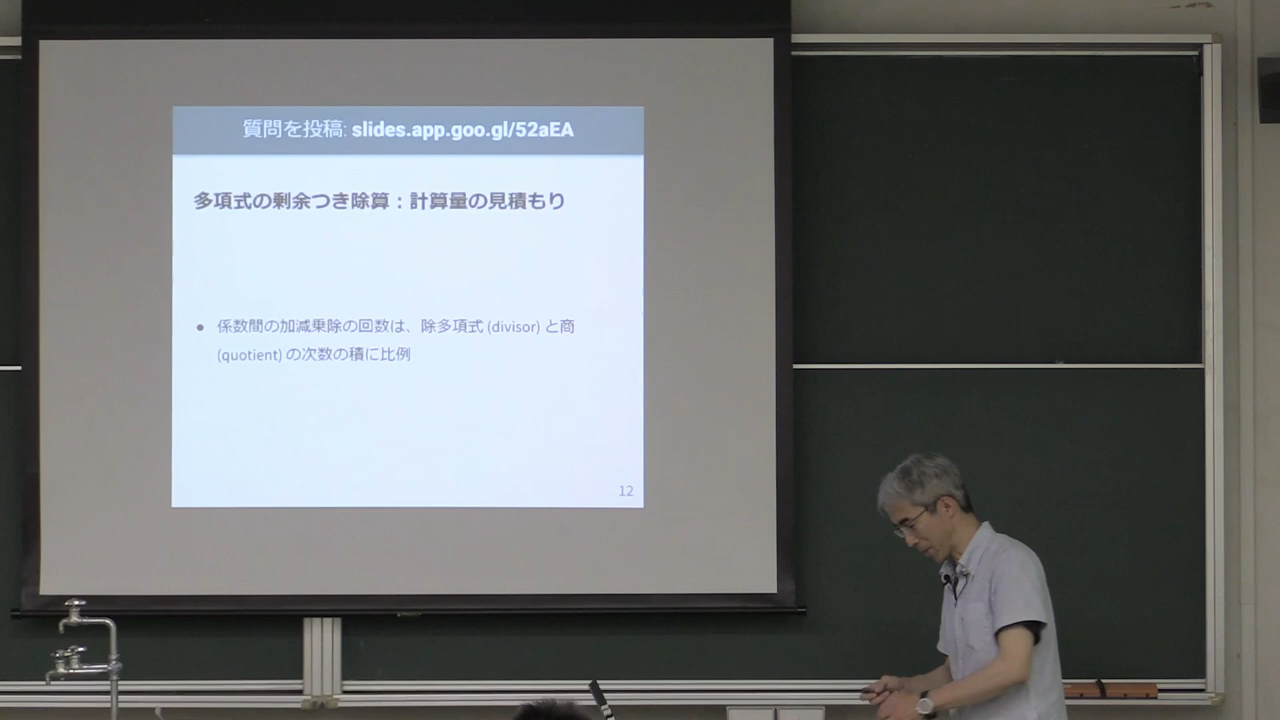 質問を投稿: slides.app.goo.gl/52aEA
多項式の剰余つき除算：計算量の見積もり
● 係数間の加減乗除の回数は、除多項式 (divisor) と商
(quotient) の次数の積に比例
12